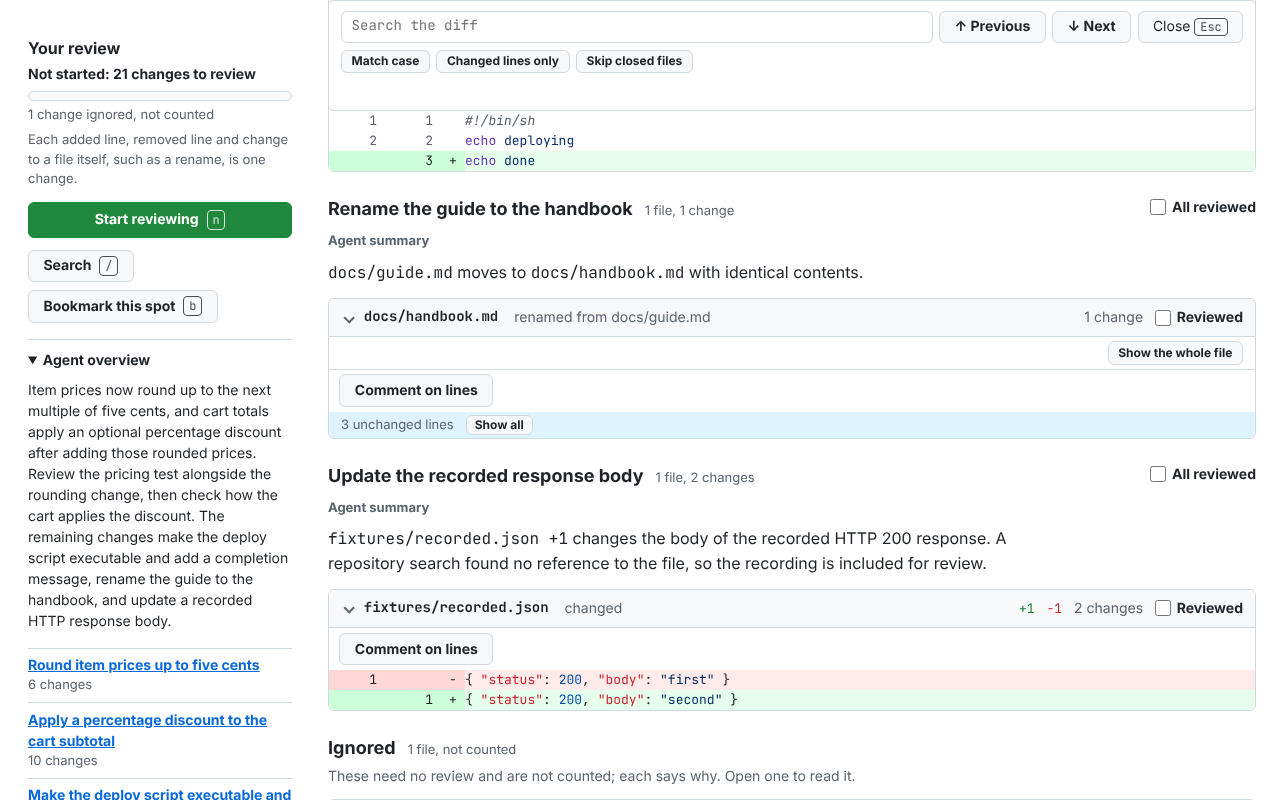 Your review
Not started: 21 changes to review
1 change ignored, not counted
Each added line, removed line and change
to a file itself, such as a rename, is one
change.
Start reviewing n
Search /
Bookmark this spot b
▼ Agent overview
Item prices now round up to the next
multiple of five cents, and cart totals
apply an optional percentage discount
after adding those rounded prices.
Review the pricing test alongside the
rounding change, then check how the
cart applies the discount. The
remaining changes make the deploy
script executable and add a completion
message, rename the guide to the
handbook, and update a recorded
HTTP response body.
Round item prices up to five cents
6 changes
Apply a percentage discount to the
cart subtotal
10 changes
Make the deploy script executable and
Search the diff
↑ Previous
↓ Next
Close Esc
Match case
Changed lines only
Skip closed files
1 1 #!/bin/sh
2 2 echo deploying
3 + echo done
Rename the guide to the handbook 1 file, 1 change
All reviewed
Agent summary
docs/guide.md moves to docs/handbook.md with identical contents.
docs/handbook.md renamed from docs/guide.md 1 change Reviewed
Show the whole file
Comment on lines
3 unchanged lines Show all
Update the recorded response body 1 file, 2 changes
All reviewed
Agent summary
fixtures/recorded.json +1 changes the body of the recorded HTTP 200 response. A
repository search found no reference to the file, so the recording is included for review.
fixtures/recorded.json changed +1 -1 2 changes Reviewed
Comment on lines
1 - { "status": 200, "body": "first" }
1 + { "status": 200, "body": "second" }
Ignored 1 file, not counted
These need no review and are not counted; each says why. Open one to read it.